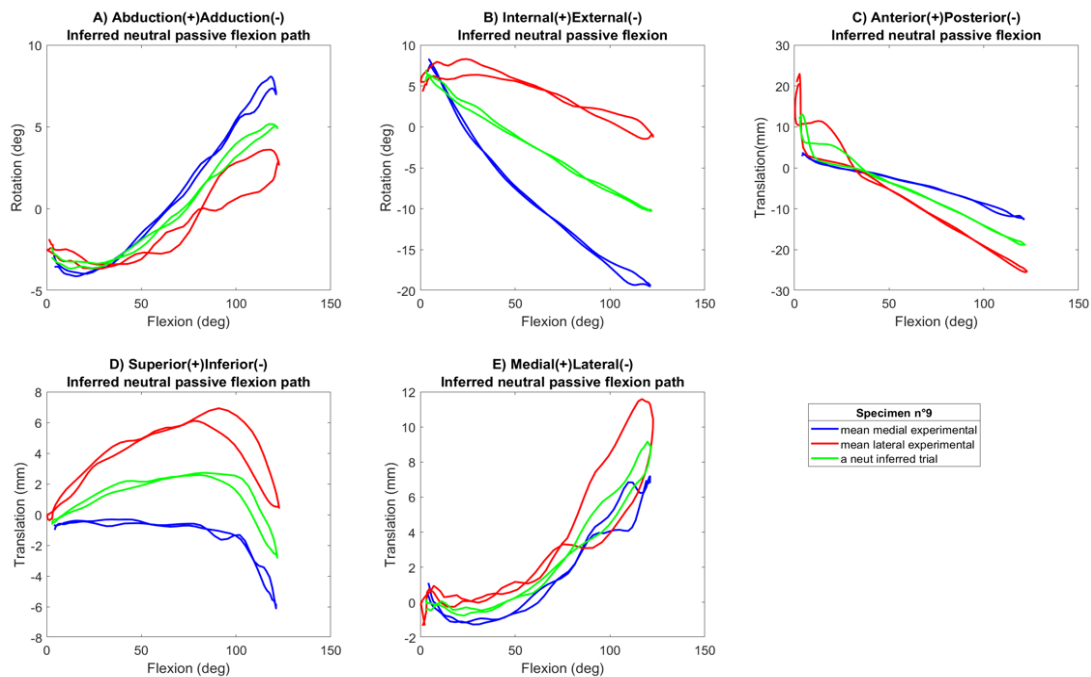 A) Abduction(+)Adduction(-)
Inferred neutral passive flexion path
10
5
0
-5
0
50
100
150
Rotation (deg)
Flexion (deg)
B) Internal(+)External(-)
Inferred neutral passive flexion
10
5
0
-5
-10
-15
-20
0
50
100
150
Rotation (deg)
Flexion (deg)
C) Anterior(+)Posterior(-)
Inferred neutral passive flexion
30
20
10
0
-10
-20
-30
0
50
100
150
Translation(mm)
Flexion (deg)
D) Superior(+)Inferior(-)
Inferred neutral passive flexion path
8
6
4
2
0
-2
-4
-6
-8
0
50
100
150
Translation (mm)
Flexion (deg)
E) Medial(+)Lateral(-)
Inferred neutral passive flexion path
12
10
8
6
4
2
0
-2
0
50
100
150
Translation (mm)
Flexion (deg)
Specimen n°9
mean medial experimental
mean lateral experimental
a neut inferred trial